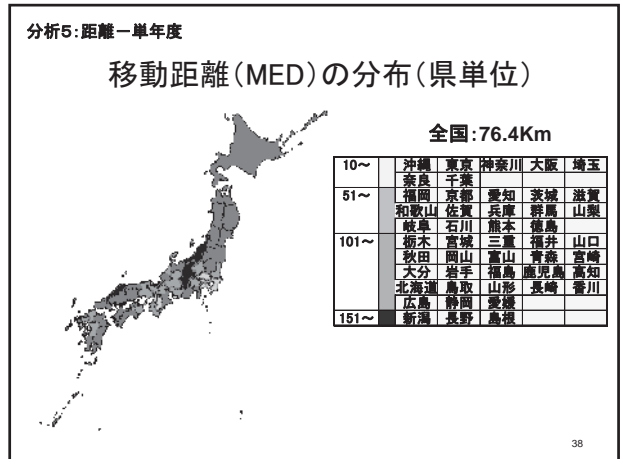 分析5:距離－単年度
移動距離(MED)の分布(県単位)
全国:76.4Km
10～ 沖縄 東京 神奈川 大阪 埼玉
奈良 千葉
51～ 福岡 京都 愛知 茨城 滋賀
和歌山 佐賀 兵庫 群馬 山梨
岐阜 石川 熊本 徳島
101～ 栃木 宮城 三重 福井 山口
秋田 岡山 富山 青森 宮崎
大分 岩手 福島 鹿児島 高知
北海道 鳥取 山形 長崎 香川
広島 静岡 愛媛
151～ 新潟 長野 島根
38